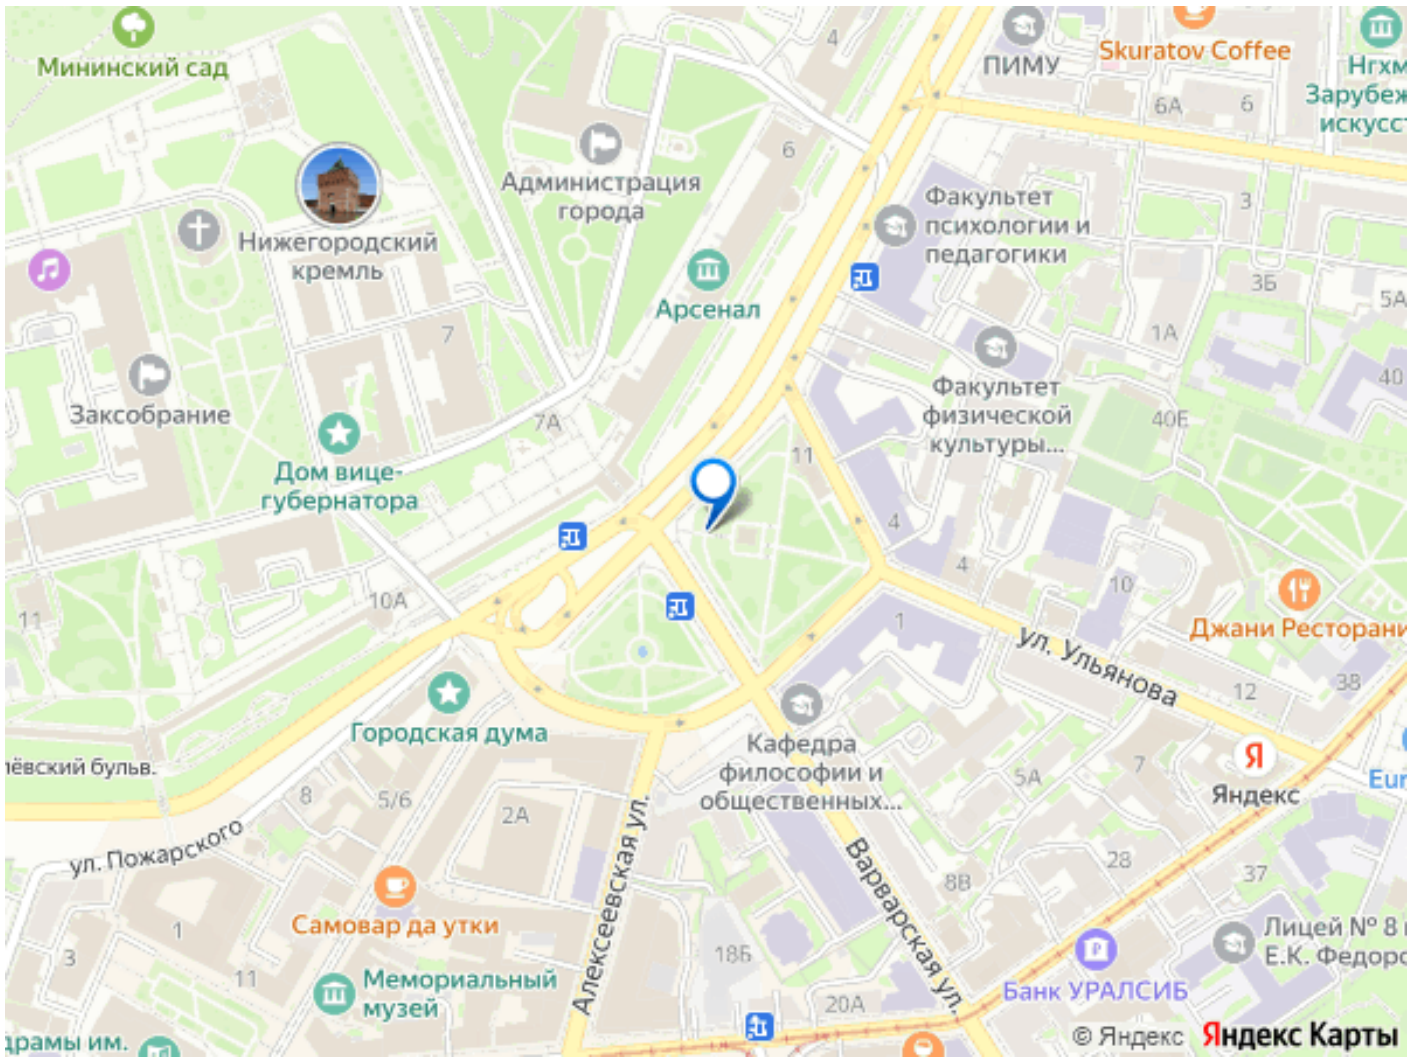 Мининский сад
4
ПИМУ
Skuratov Coffee
Нгхм
Зарубеж
искусст
6А
6
6
Администрация
города
Факультет
психологии и
педагогики
3
Нижегородский
кремль
3Б
5А
Арсенал
7
1А
Заксобрание
Факультет
физической
культуры...
40
40Е
7А
11
Дом вице-
губернатора
4
4
10
10А
11
1
Джани Ресторани
ул. Ульянова
12
38
Городская дума
Кафедра
философии и
общественных...
лёвский бульв.
5А
7
Яндекс
Eur
8
5/6
2А
ул. Пожарского
Алексеевская ул.
Варварская ул.
28
8В
37
Самовар да утки
1
3
11
18Б
Лицей № 8
Е.К. Федоро
Мемориальный
музей
Банк УРАЛСИБ
20А
драмы им.
© Яндекс Яндекс Карты